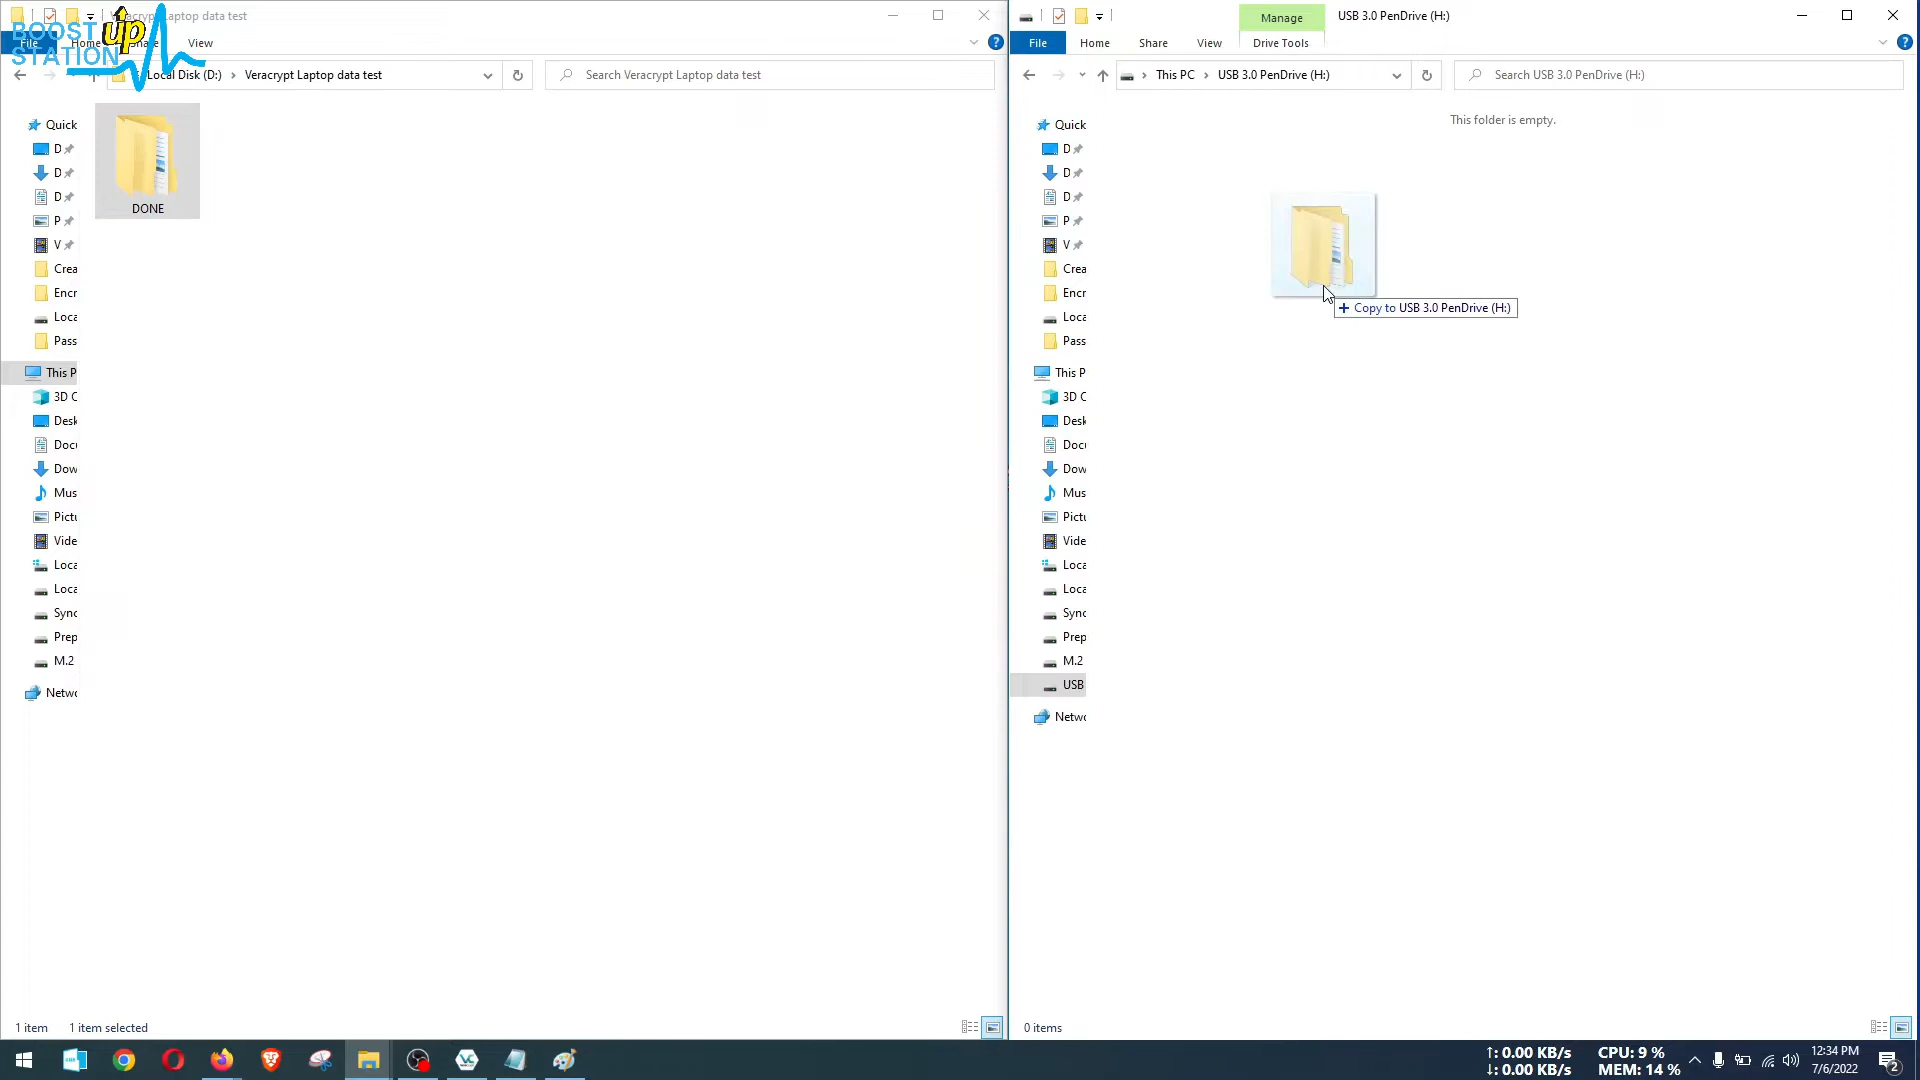 Veracrypt Laptop data test
BOOST up
STATION
File
Home
Share
View
Local Disk (D:)
Veracrypt Laptop data test
Search Veracrypt Laptop data test
Quick
D
D
D
P
V
Crea
Encr
Loca
Pass
This P
3D O
Desk
Docu
Dow
Mus
Pictu
Vide
Loca
Loca
Sync
Prep
M.2
Netwo
DONE
1 item
1 item selected
Manage
USB 3.0 PenDrive (H:)
File
Home
Share
View
Drive Tools
This PC
USB 3.0 PenDrive (H:)
Search USB 3.0 PenDrive (H:)
Quick
D
D
D
P
V
Crea
Encr
Loca
Pass
This P
3D O
Desk
Docu
Dow
Mus
Pictu
Vide
Loca
Loca
Sync
Prep
M.2
USB
Netwo
This folder is empty.
+ Copy to USB 3.0 PenDrive (H:)
0 items
↑: 0.00 KB/s
↓: 0.00 KB/s
CPU: 9 %
MEM: 14 %
12:34 PM
7/6/2022
2